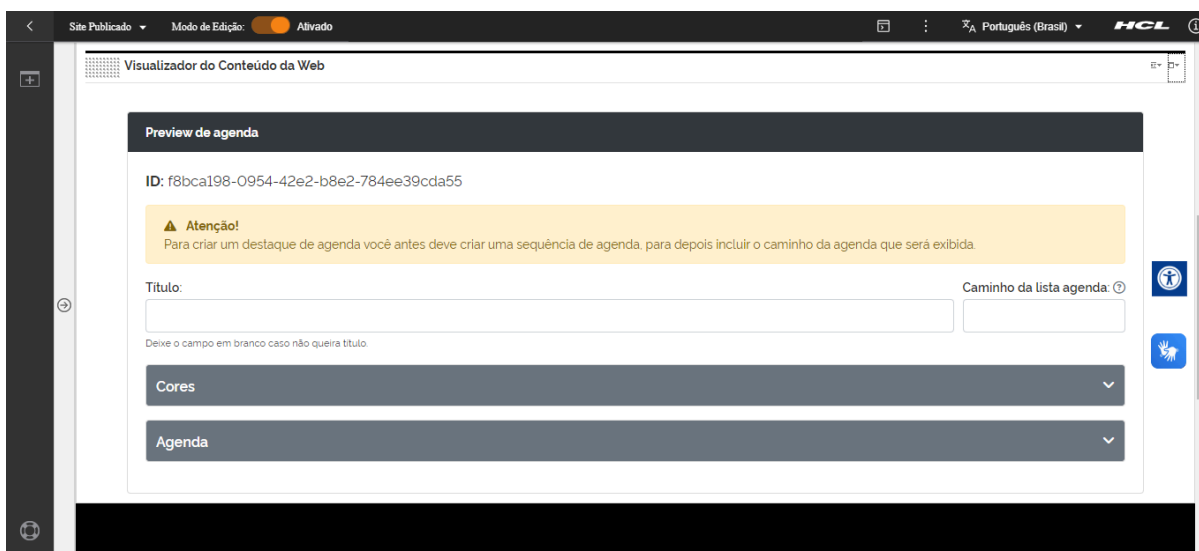 Site Publicado Modo de Edição: Ativado Português (Brasil) HCL
Visualizador do Conteúdo da Web
Preview de agenda
ID: f8bca198-0954-42e2-b8e2-784ee39cda55
Atenção!
Para criar um destaque de agenda você antes deve criar uma sequência de agenda, para depois incluir o caminho da agenda que será exibida.
Título: Caminho da lista agenda:
Deixe o campo em branco caso não queira título.
Cores
Agenda